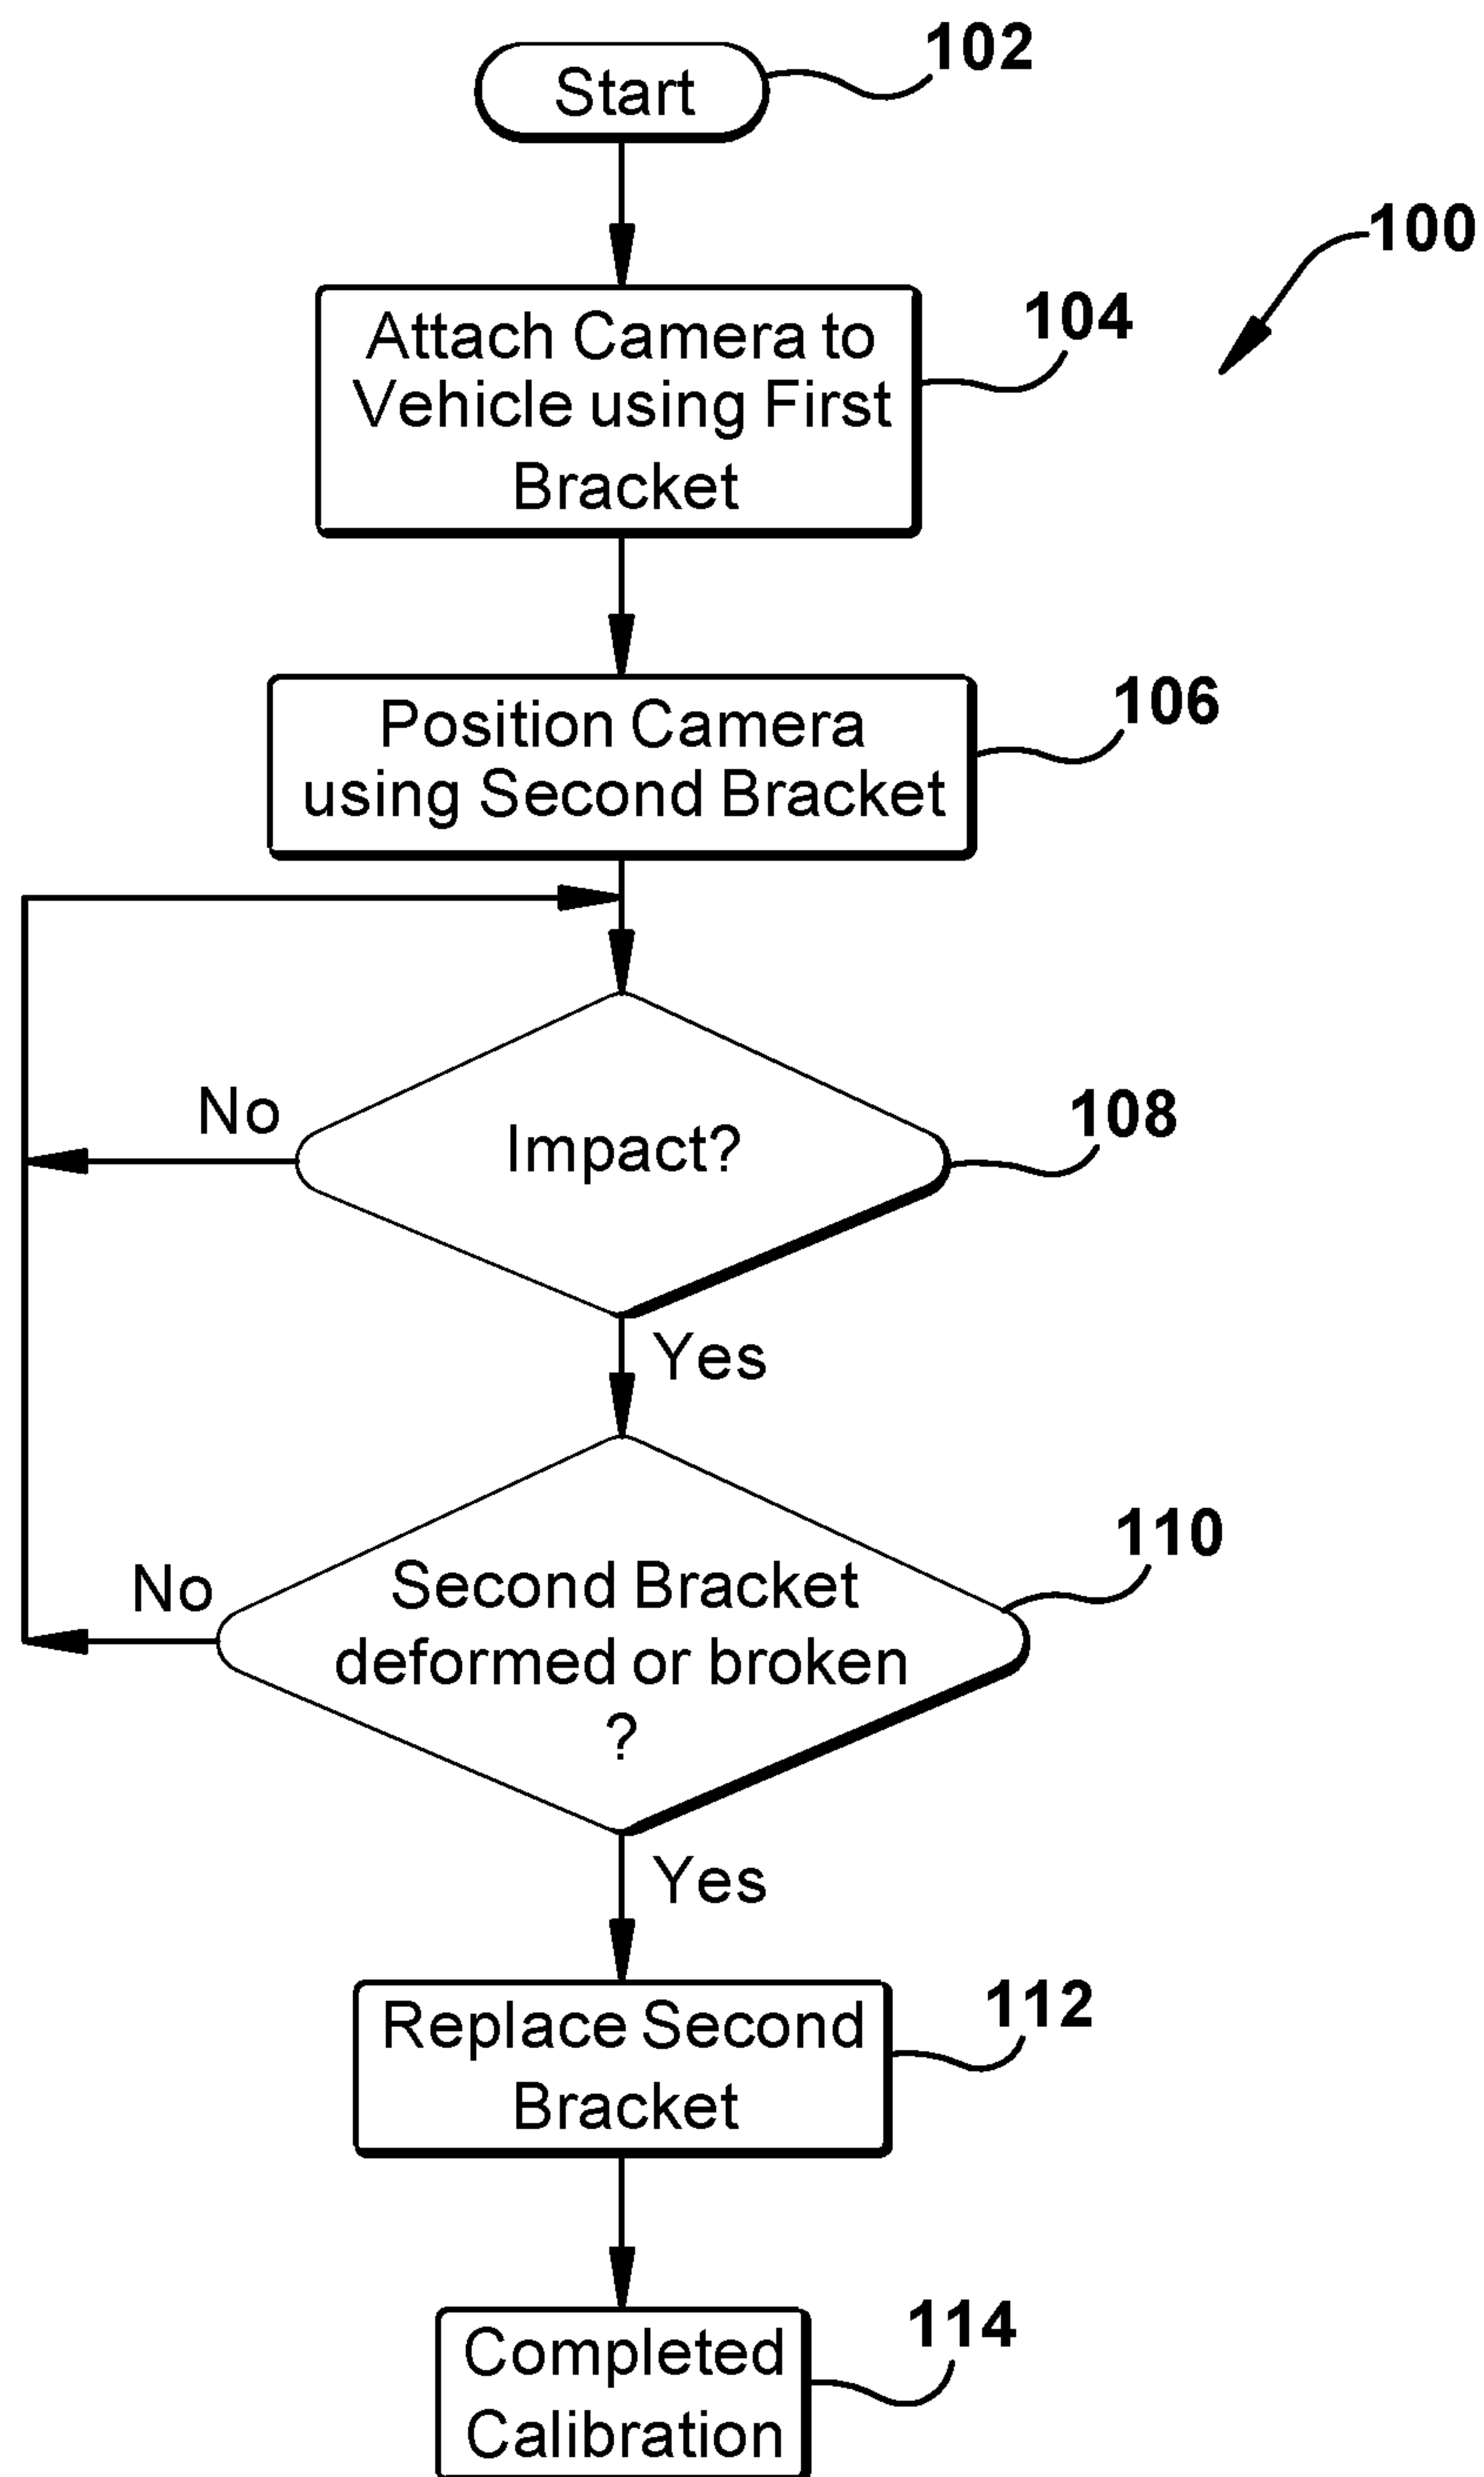 102
Start
100
104
Attach Camera to
Vehicle using First
Bracket
106
Position Camera
using Second Bracket
No
108
Impact?
Yes
110
No
Second Bracket
deformed or broken
?
Yes
112
Replace Second
Bracket
114
Completed
Calibration